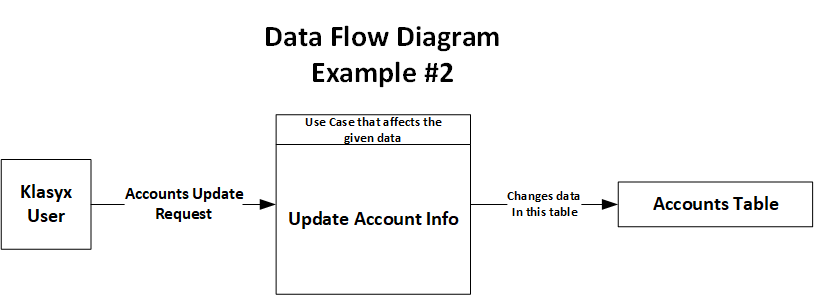 Data Flow Diagram
Example #2
Use Case that affects the
given data
Klasyx
User
Accounts Update
Request
Update Account Info
Changes data
In this table
Accounts Table